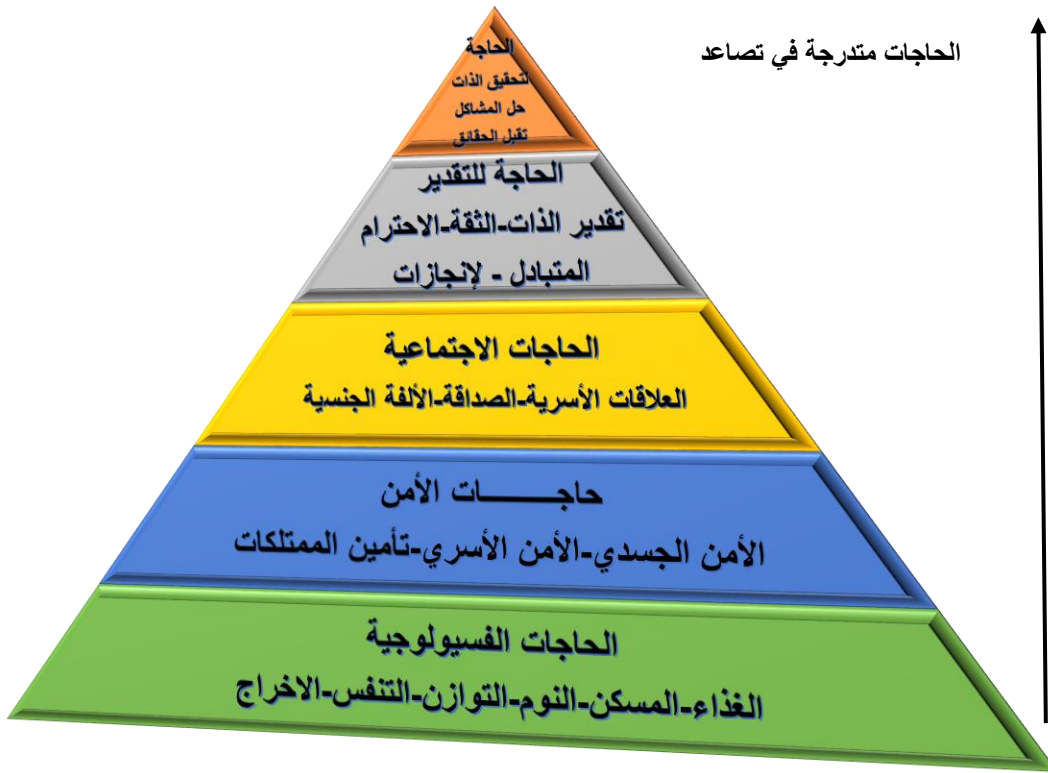 الحاجات متدرجة في تصاعد
الحاجة
لتحقيق الذات
حل المشاكل
تقبل الحقائق
الحاجة للتقدير
تقدير الذات-الثقة-الاحترام
المتبادل - لإنجازات
الحاجات الاجتماعية
العلاقات الأسرية-الصداقة-الألفة الجنسية
حاجـــــــات الأمن
الأمن الجسدي-الأمن الأسري-تأمين الممتلكات
الحاجات الفسيولوجية
الغذاء-المسكن-النوم-التوازن-التنفس-الاخراج